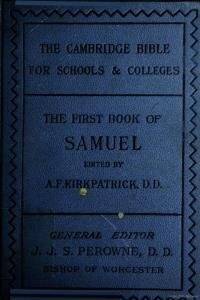 THE CAMBRIDGE BIBLE
FOR SCHOOLS & COLLEGES
THE FIRST BOOK OF
SAMUEL
EDITED BY
A.F. KIRKPATRICK, D.D.
GENERAL EDITOR
J. J. S. PEROWNE, D. D.
BISHOP OF WORCESTER